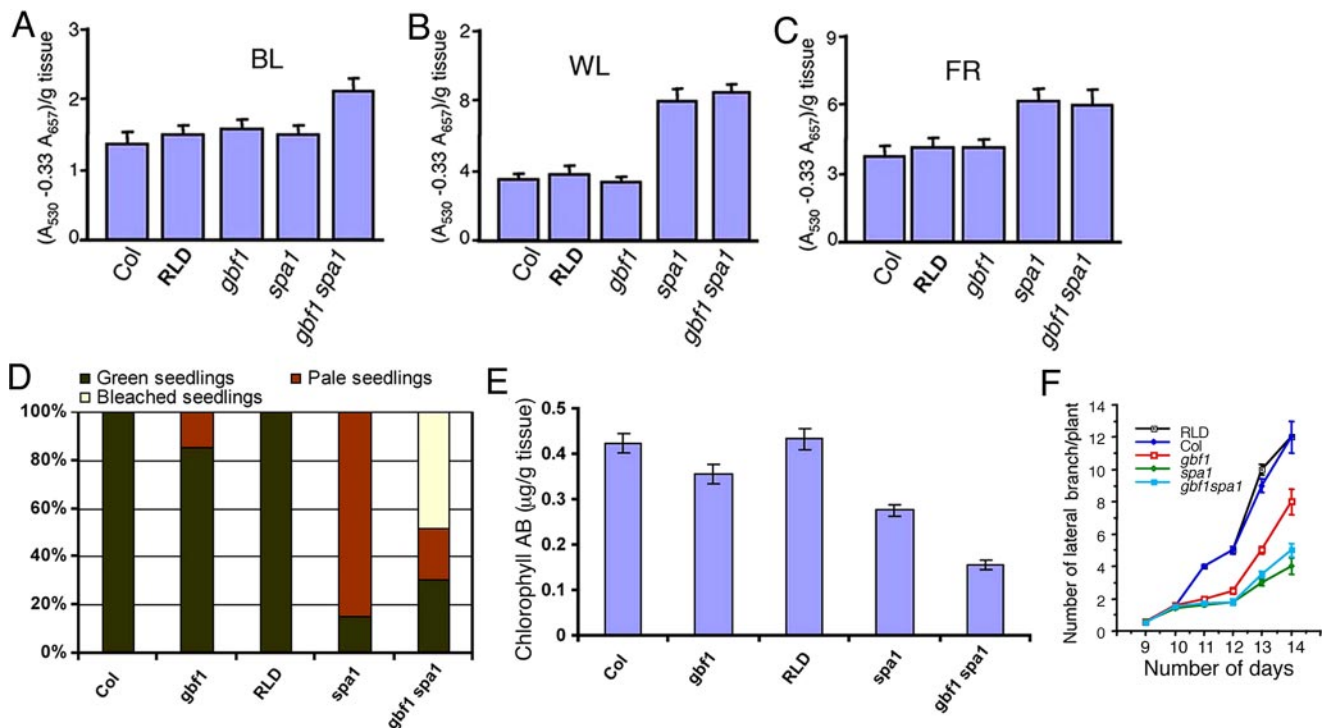 A
BL
(A530 -0.33 A657)/g tissue
3
2
1
0
Col
RLD
gbf1
spa1
gbf1 spa1
B
WL
(A530 -0.33 A657)/g tissue
2
8
4
0
Col
RLD
gbf1
spa1
gbf1 spa1
C
FR
(A530 -0.33 A657)/g tissue
9
6
3
0
Col
RLD
gbf1
spa1
gbf1 spa1
D
Green seedlings
Pale seedlings
Bleached seedlings
100%
80%
60%
40%
20%
0%
Col
gbf1
RLD
spa1
gbf1 spa1
E
Chlorophyll AB (µg/g tissue)
0.5
0.4
0.3
0.2
0.1
0
Col
gbf1
RLD
spa1
gbf1 spa1
F
Number of lateral branch/plant
14
12
10
8
6
4
2
0
RLD
Col
gbf1
spa1
gbf1spa1
9 10 11 12 13 14
Number of days